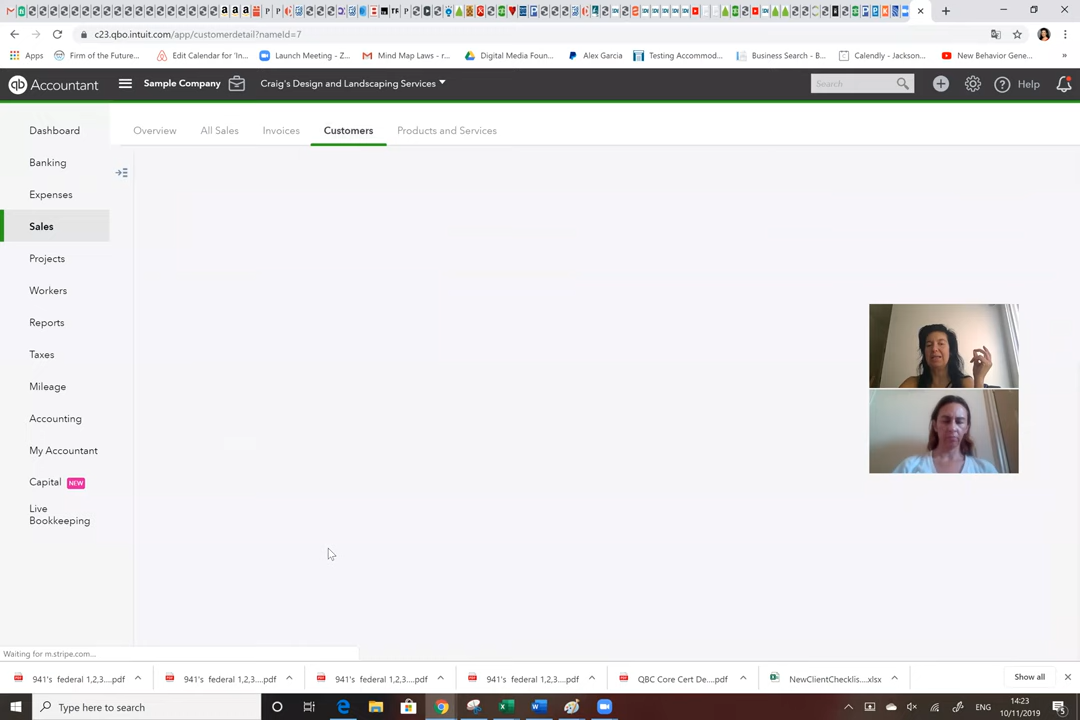 c23.qbo.intuit.com/app/customerdetail?nameId=7
Apps
Firm of the Future...
Edit Calendar for 'In...
Launch Meeting - Z...
Mind Map Laws - r...
Digital Media Foun...
Alex Garcia
Testing Accommod...
Business Search - B...
Calendly - Jackson...
New Behavior Gene...
»
qb Accountant
Sample Company
Craig's Design and Landscaping Services
Search
Help
Dashboard
Overview
All Sales
Invoices
Customers
Products and Services
Banking
Expenses
Sales
Projects
Workers
Reports
Taxes
Mileage
Accounting
My Accountant
Capital NEW
Live
Bookkeeping
Waiting for m.stripe.com...
941's federal 1,2,3....pdf
941's federal 1,2,3....pdf
941's federal 1,2,3....pdf
941's federal 1,2,3....pdf
QBC Core Cert De....pdf
NewClientChecklis....xlsx
Show all
Type here to search
ENG
14:23
10/11/2019
5